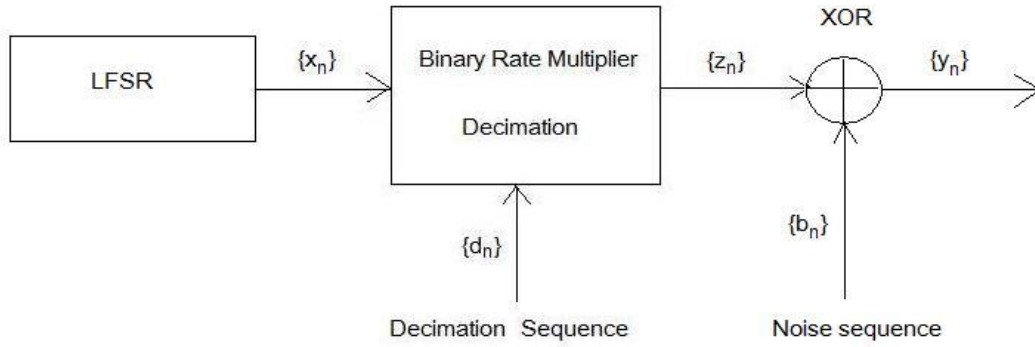 XOR
LFSR
{xn}
Binary Rate Multiplier
{zn}
{yn}
Decimation
{dn}
{bn}
Decimation Sequence
Noise sequence